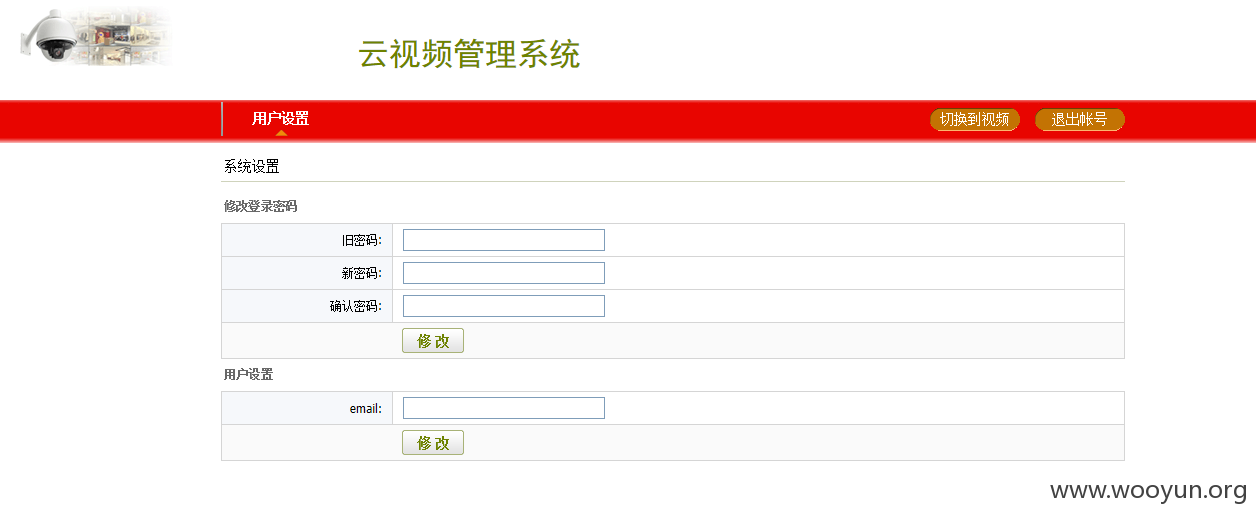 云视频管理系统
用户设置
切换到视频
退出帐号
系统设置
修改登录密码
旧密码:
新密码:
确认密码:
修 改
用户设置
email:
修 改
www.wooyun.org